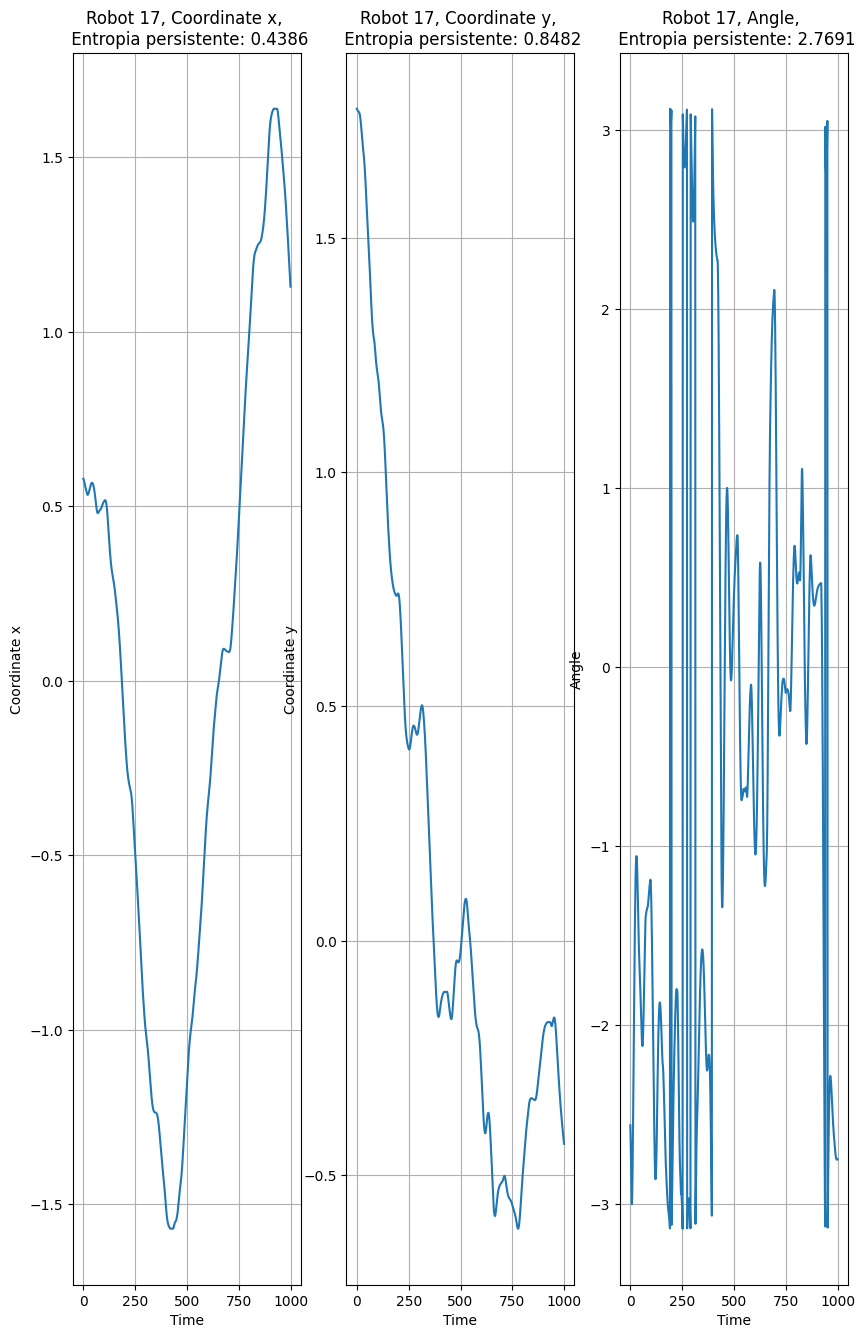 Robot 17, Coordinate x,
Entropia persistente: 0.4386
1.5
1.0
0.5
0.0
−0.5
−1.0
−1.5
Coordinate x
0
250
500
750
1000
Time
Robot 17, Coordinate y,
Entropia persistente: 0.8482
1.5
1.0
0.5
0.0
−0.5
Coordinate y
0
250
500
750
1000
Time
Robot 17, Angle,
Entropia persistente: 2.7691
3
2
1
0
−1
−2
−3
Angle
0
250
500
750
1000
Time